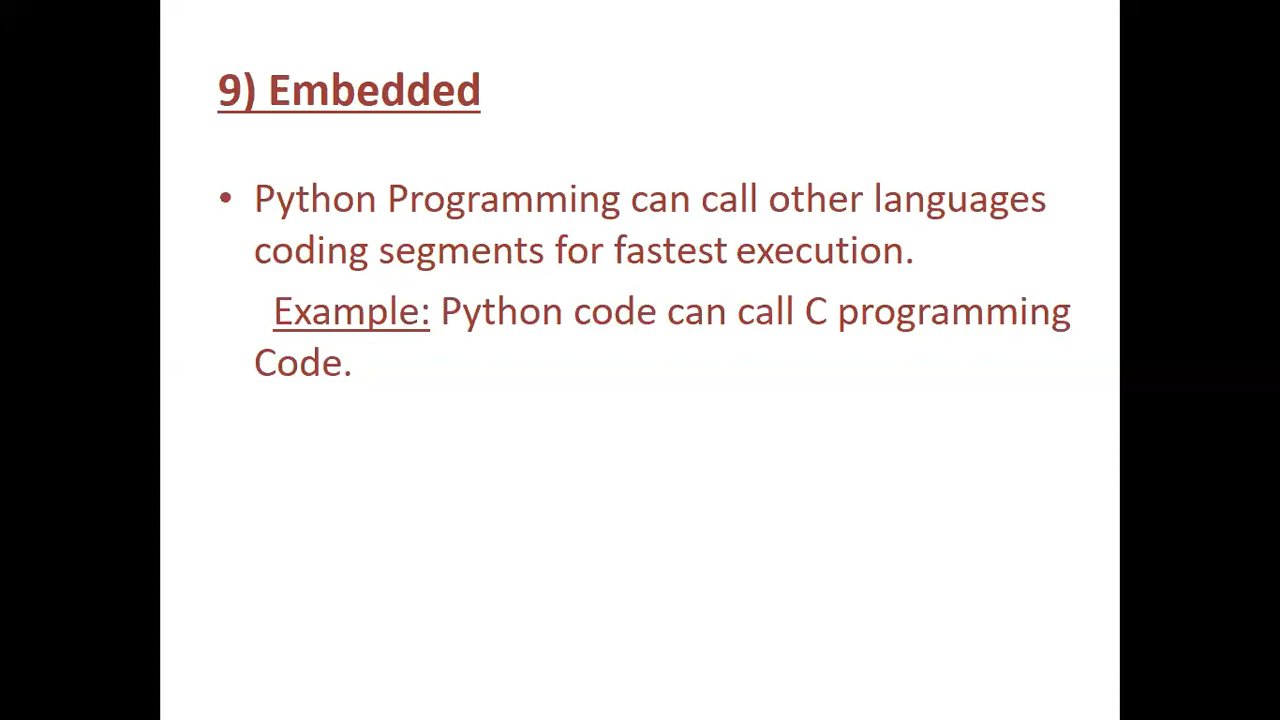 9) Embedded
• Python Programming can call other languages
coding segments for fastest execution.
Example: Python code can call C programming
Code.